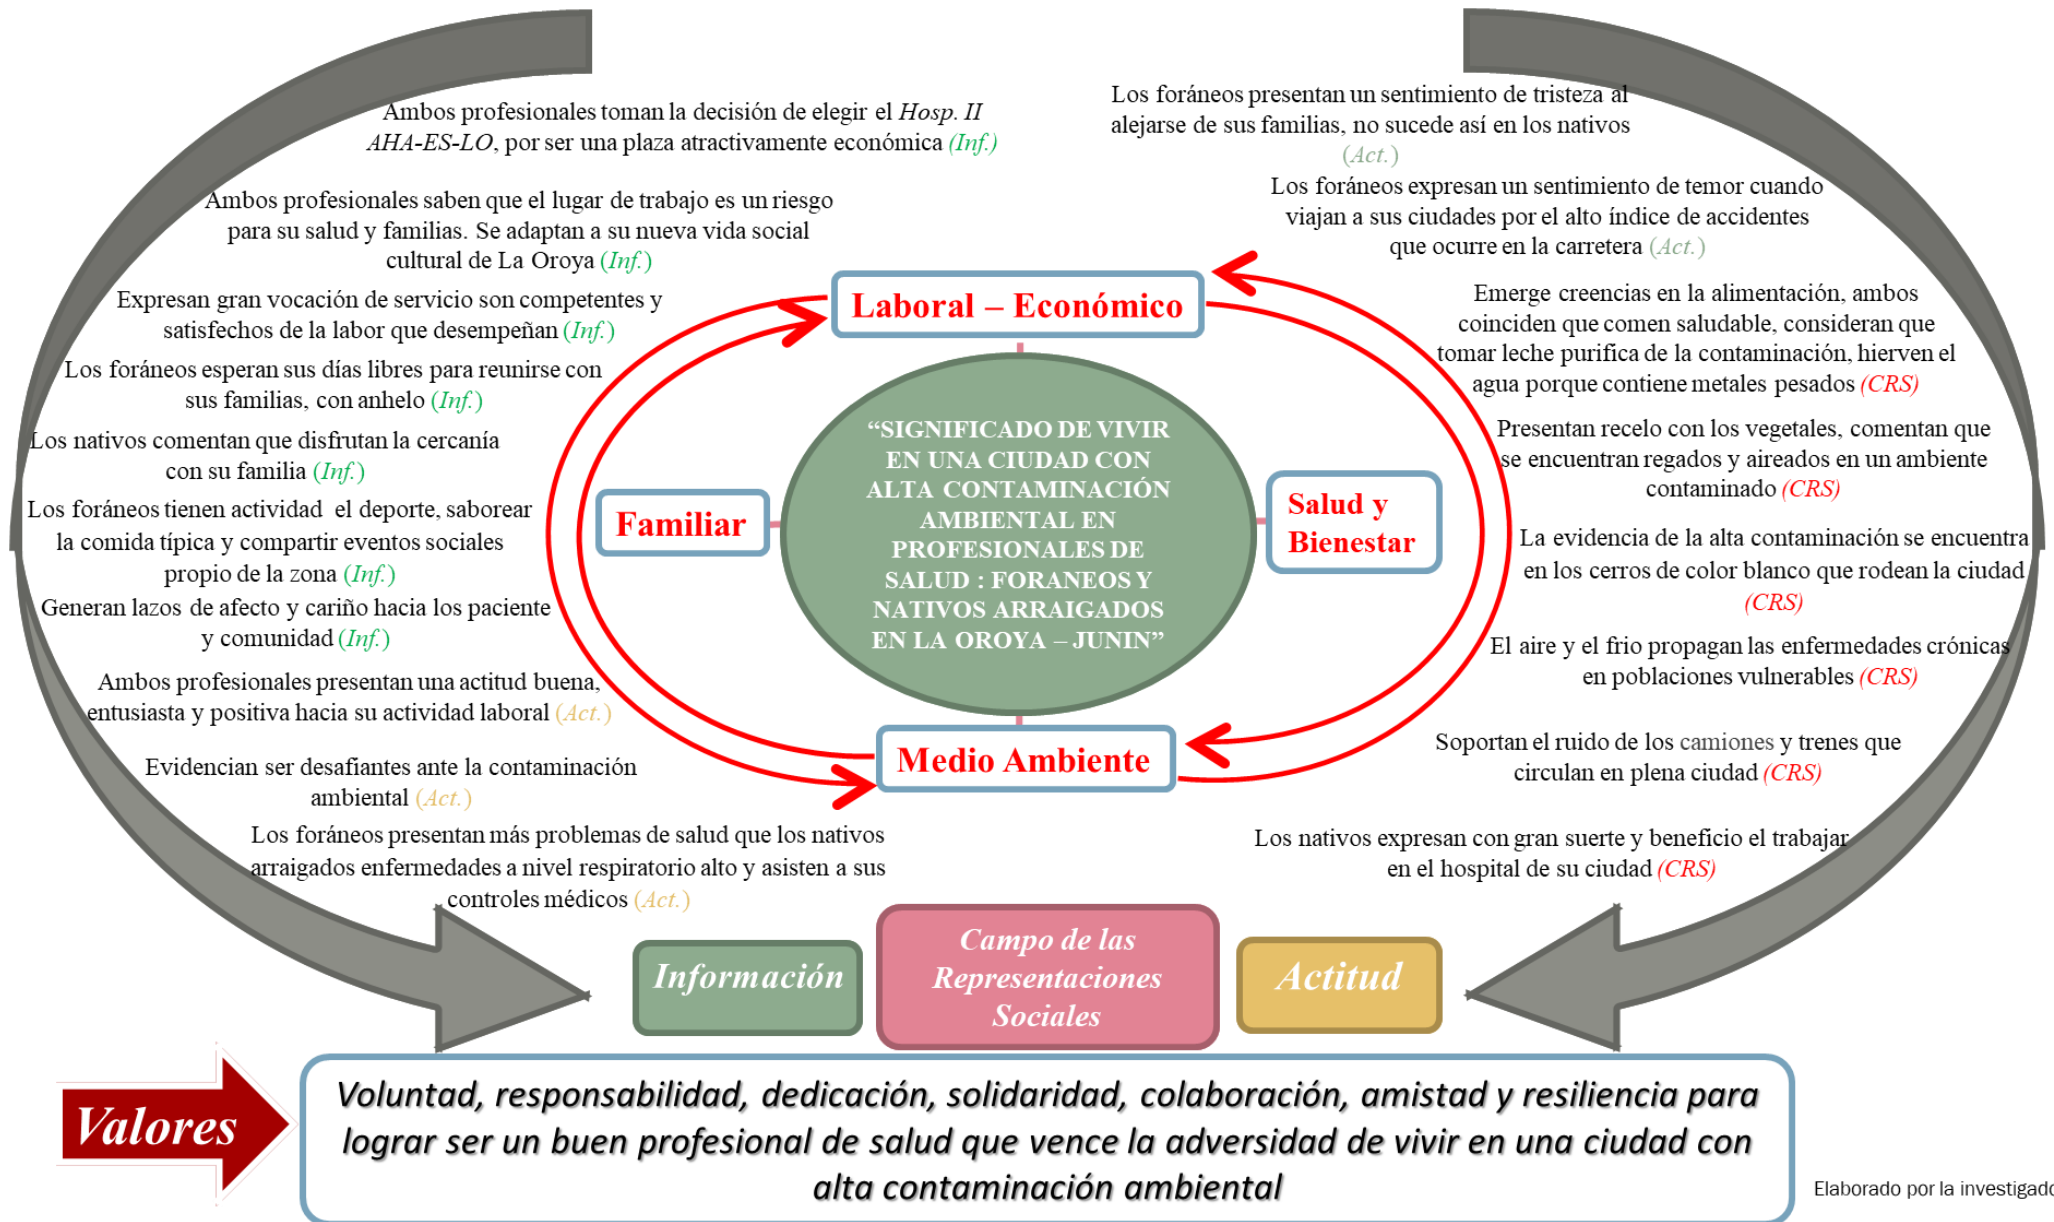 Ambos profesionales toman la decisión de elegir el Hosp. II
AHA-ES-LO, por ser una plaza atractivamente económica (Inf.)
Ambos profesionales saben que el lugar de trabajo es un riesgo
para su salud y familias. Se adaptan a su nueva vida social
cultural de La Oroya (Inf.)
Expresan gran vocación de servicio son competentes y
satisfechos de la labor que desempeñan (Inf.)
Los foráneos esperan sus días libres para reunirse con
sus familias, con anhelo (Inf.)
Los nativos comentan que disfrutan la cercanía
con su familia (Inf.)
Los foráneos tienen actividad el deporte, saborear
la comida típica y compartir eventos sociales
propio de la zona (Inf.)
Generan lazos de afecto y cariño hacia los paciente
y comunidad (Inf.)
Ambos profesionales presentan una actitud buena,
entusiasta y positiva hacia su actividad laboral (Act.)
Evidencian ser desafiantes ante la contaminación
ambiental (Act.)
Los foráneos presentan más problemas de salud que los nativos
arraigados enfermedades a nivel respiratorio alto y asisten a sus
controles médicos (Act.)
Laboral – Económico
Familiar
“SIGNIFICADO DE VIVIR
EN UNA CIUDAD CON
ALTA CONTAMINACIÓN
AMBIENTAL EN
PROFESIONALES DE
SALUD : FORANEOS Y
NATIVOS ARRAIGADOS
EN LA OROYA – JUNIN”
Salud y
Bienestar
Medio Ambiente
Los foráneos presentan un sentimiento de tristeza al
alejarse de sus familias, no sucede así en los nativos
(Act.)
Los foráneos expresan un sentimiento de temor cuando
viajan a sus ciudades por el alto índice de accidentes
que ocurre en la carretera (Act.)
Emerge creencias en la alimentación, ambos
coinciden que comen saludable, consideran que
tomar leche purifica de la contaminación, hierven el
agua porque contiene metales pesados (CRS)
Presentan recelo con los vegetales, comentan que
se encuentran regados y aireados en un ambiente
contaminado (CRS)
La evidencia de la alta contaminación se encuentra
en los cerros de color blanco que rodean la ciudad
(CRS)
El aire y el frio propagan las enfermedades crónicas
en poblaciones vulnerables (CRS)
Soportan el ruido de los camiones y trenes que
circulan en plena ciudad (CRS)
Los nativos expresan con gran suerte y beneficio el trabajar
en el hospital de su ciudad (CRS)
Información
Campo de las
Representaciones
Sociales
Actitud
Valores
Voluntad, responsabilidad, dedicación, solidaridad, colaboración, amistad y resiliencia para
lograr ser un buen profesional de salud que vence la adversidad de vivir en una ciudad con
alta contaminación ambiental
Elaborado por la